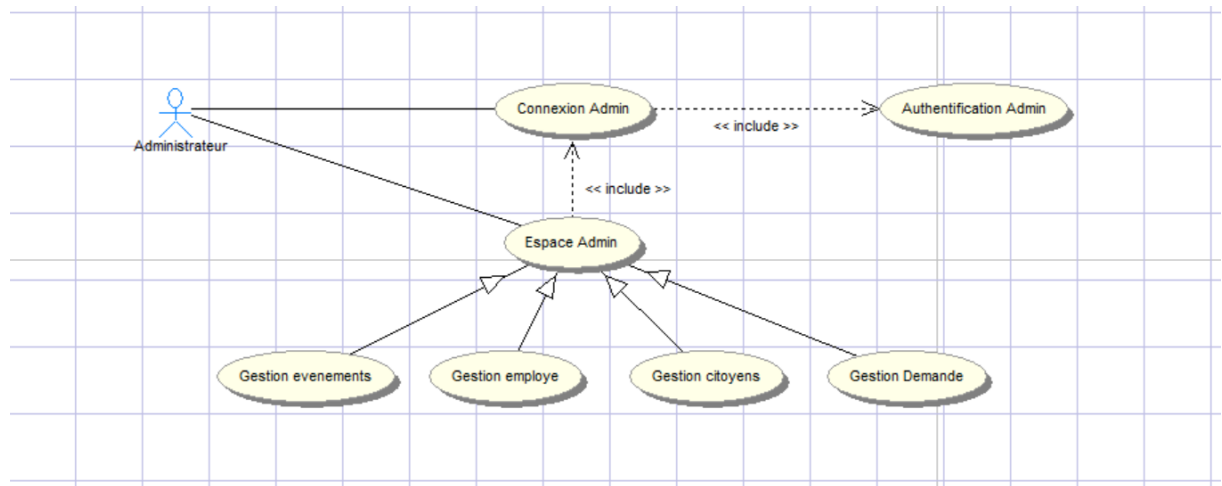 Connexion Admin
Authentification Admin
<< include >>
Administrateur
<< include >>
Espace Admin
Gestion evenements
Gestion employe
Gestion citoyens
Gestion Demande